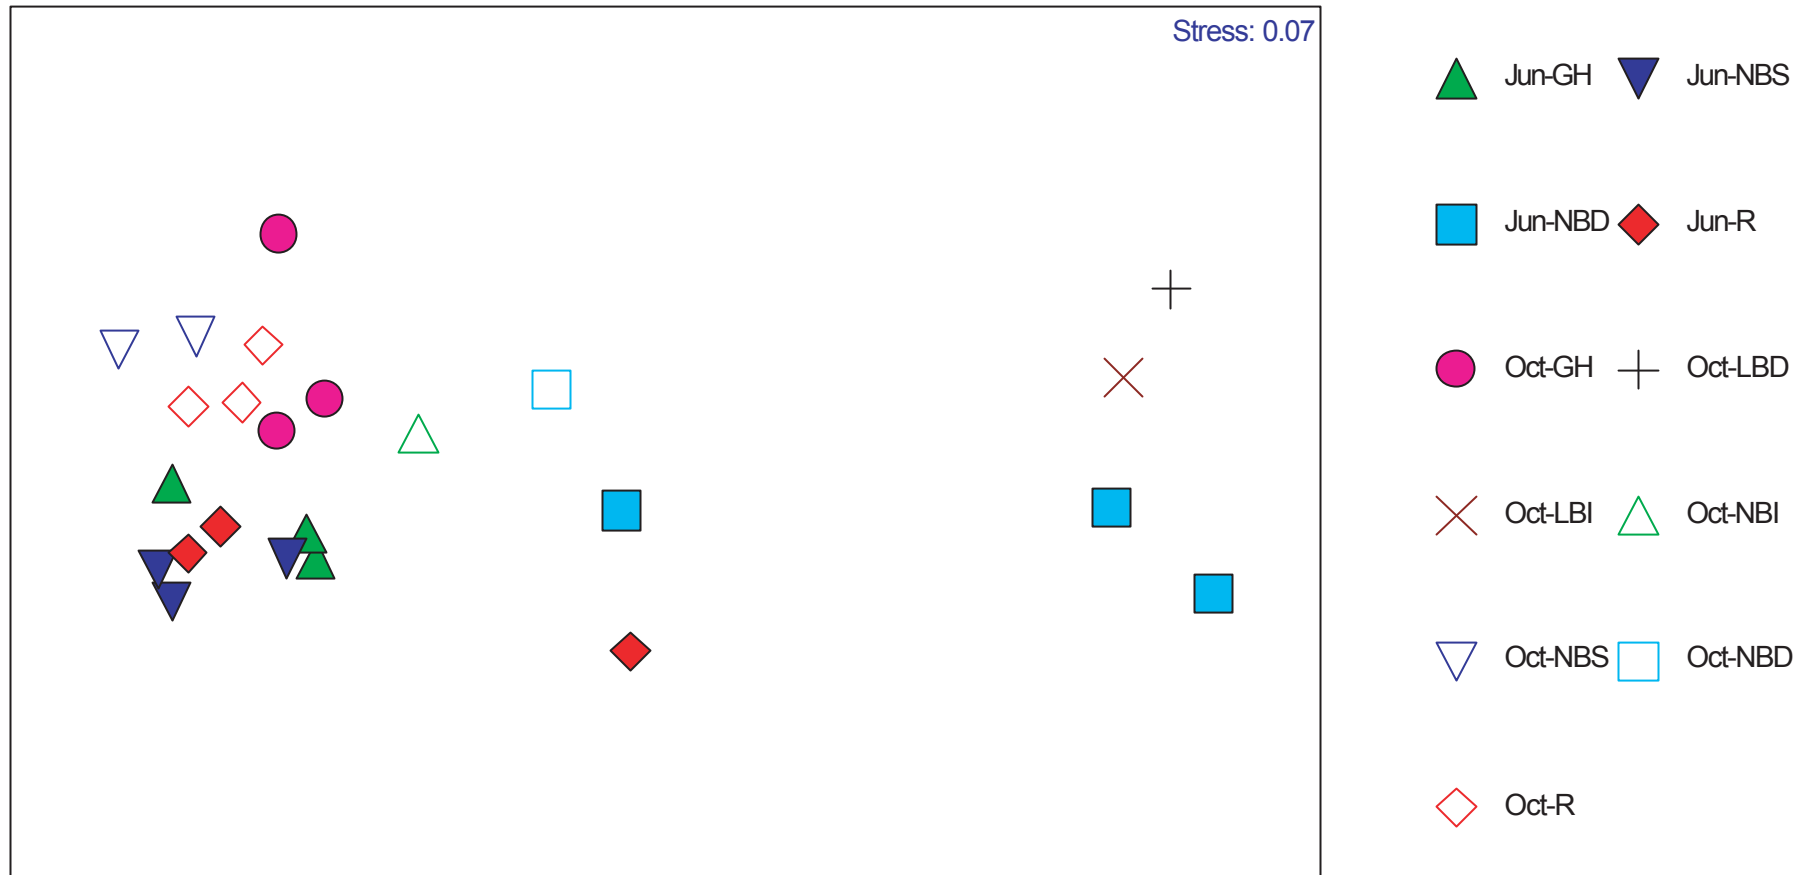 Stress: 0.07
Jun-GH Jun-NBS
Jun-NBD Jun-R
Oct-GH Oct-LBD
Oct-LBI Oct-NBI
Oct-NBS Oct-NBD
Oct-R